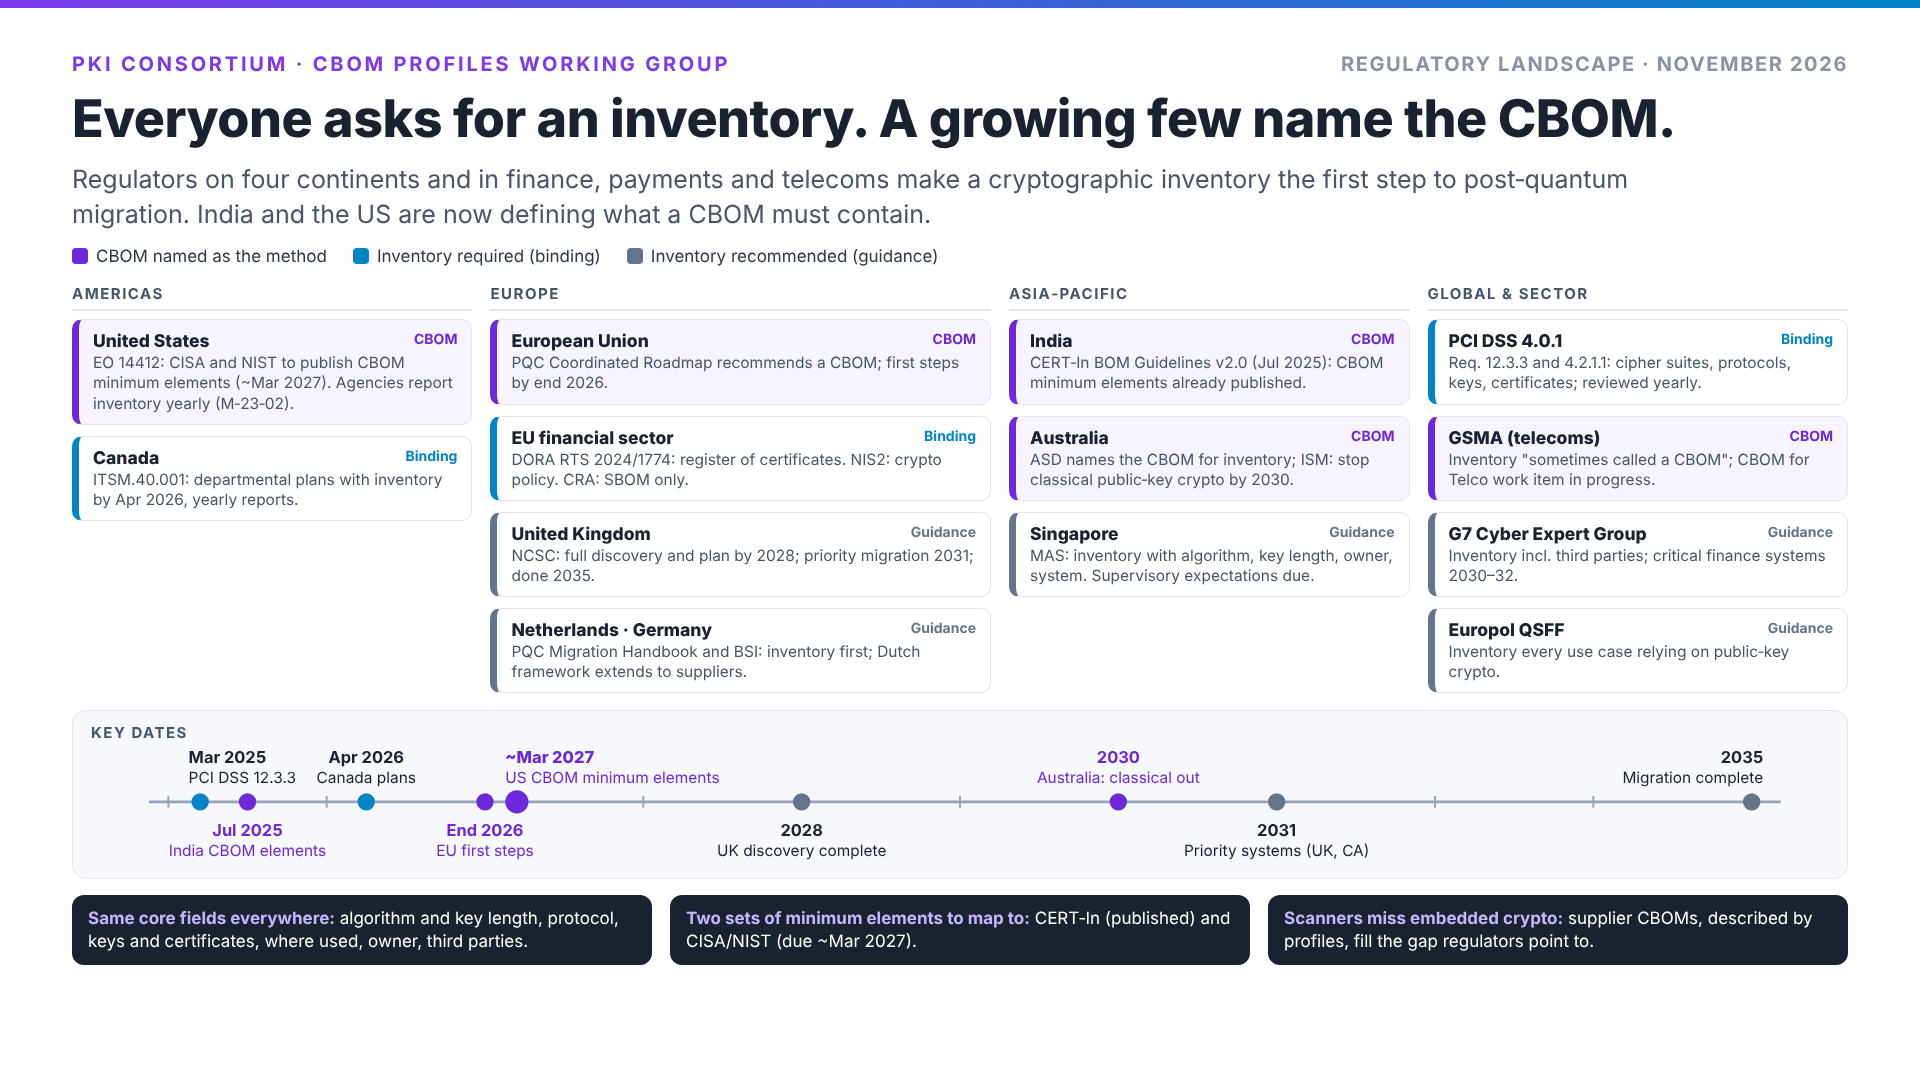 PKI CONSORTIUM · CBOM PROFILES WORKING GROUP
REGULATORY LANDSCAPE · NOVEMBER 2026
Everyone asks for an inventory. A growing few name the CBOM.
Regulators on four continents and in finance, payments and telecoms make a cryptographic inventory the first step to post-quantum
migration. India and the US are now defining what a CBOM must contain.
CBOM named as the method
Inventory required (binding)
Inventory recommended (guidance)
AMERICAS
United States
CBOM
EO 14412: CISA and NIST to publish CBOM
minimum elements (~Mar 2027). Agencies report
inventory yearly (M-23-02).
Canada
Binding
ITSM.40.001: departmental plans with inventory
by Apr 2026, yearly reports.
EUROPE
European Union
CBOM
PQC Coordinated Roadmap recommends a CBOM; first steps
by end 2026.
EU financial sector
Binding
DORA RTS 2024/1774: register of certificates. NIS2: crypto
policy. CRA: SBOM only.
United Kingdom
Guidance
NCSC: full discovery and plan by 2028; priority migration 2031;
done 2035.
Netherlands · Germany
Guidance
PQC Migration Handbook and BSI: inventory first; Dutch
framework extends to suppliers.
ASIA-PACIFIC
India
CBOM
CERT-In BOM Guidelines v2.0 (Jul 2025): CBOM
minimum elements already published.
Australia
CBOM
ASD names the CBOM for inventory; ISM: stop
classical public-key crypto by 2030.
Singapore
Guidance
MAS: inventory with algorithm, key length, owner,
system. Supervisory expectations due.
GLOBAL & SECTOR
PCI DSS 4.0.1
Binding
Req. 12.3.3 and 4.2.1.1: cipher suites, protocols,
keys, certificates; reviewed yearly.
GSMA (telecoms)
CBOM
Inventory "sometimes called a CBOM"; CBOM for
Telco work item in progress.
G7 Cyber Expert Group
Guidance
Inventory incl. third parties; critical finance systems
2030–32.
Europol QSFF
Guidance
Inventory every use case relying on public-key
crypto.
KEY DATES
Mar 2025
PCI DSS 12.3.3
Apr 2026
Canada plans
~Mar 2027
US CBOM minimum elements
2030
Australia: classical out
2035
Migration complete
Jul 2025
India CBOM elements
End 2026
EU first steps
2028
UK discovery complete
2031
Priority systems (UK, CA)
Same core fields everywhere: algorithm and key length, protocol,
keys and certificates, where used, owner, third parties.
Two sets of minimum elements to map to: CERT-In (published) and
CISA/NIST (due ~Mar 2027).
Scanners miss embedded crypto: supplier CBOMs, described by
profiles, fill the gap regulators point to.